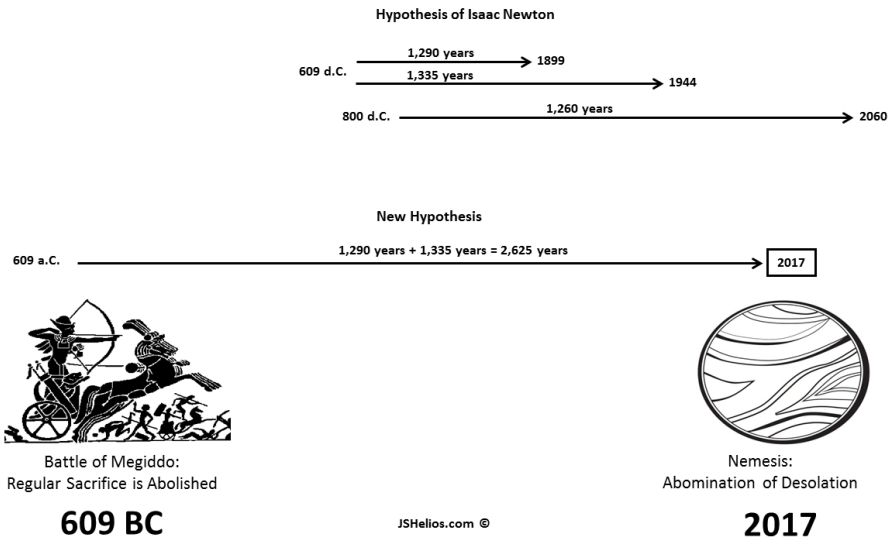 Hypothesis of Isaac Newton
1,290 years
1899
609 d.C.
1,335 years
1944
1,260 years
800 d.C.
2060
New Hypothesis
1,290 years + 1,335 years = 2,625 years
609 a.C.
2017
Battle of Megiddo:
Regular Sacrifice is Abolished
609 BC
Nemesis:
Abomination of Desolation
2017
JSHelios.com ©